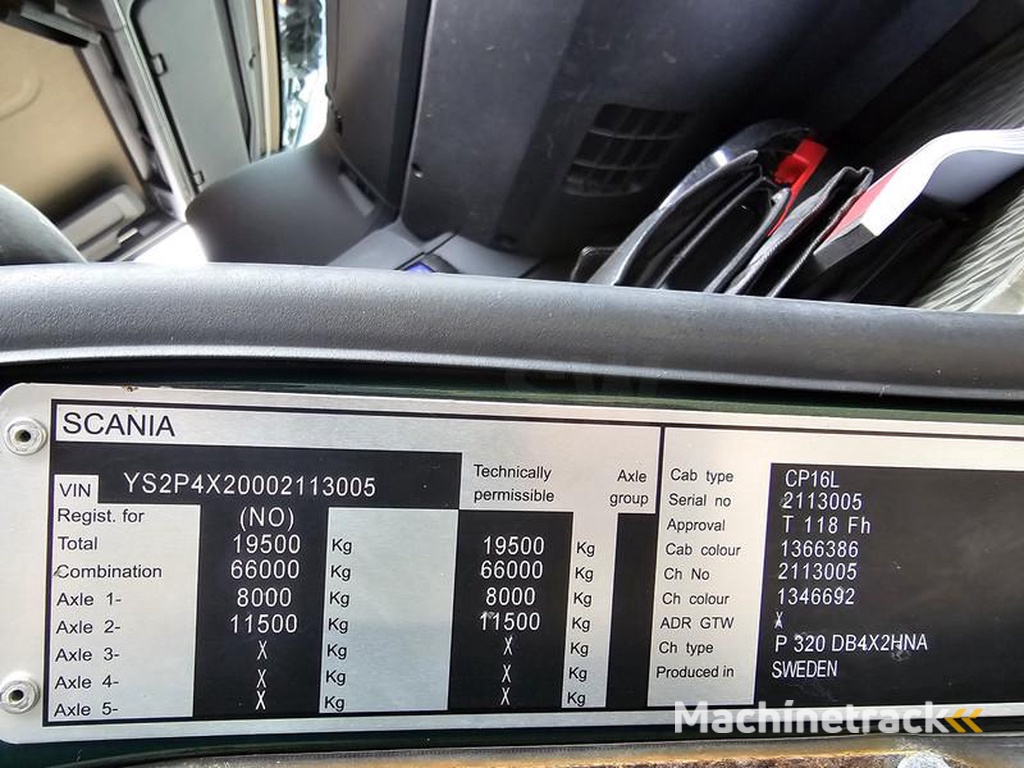 SCANIA
VIN YS2P4X20002113005
Technically permissible Axle group
Regist. for (NO)
Total 19500 Kg 19500 Kg
Combination 66000 Kg 66000 Kg
Axle 1- 8000 Kg 8000 Kg
Axle 2- 11500 Kg 11500 Kg
Axle 3- X Kg X Kg
Axle 4- X Kg X Kg
Axle 5- X Kg X Kg
Cab type CP16L
Serial no 2113005
Approval T 118 Fh
Cab colour 1366386
Ch No 2113005
Ch colour 1346692
ADR GTW X
Ch type P 320 DB4X2HNA
Produced in SWEDEN
Machinetrack